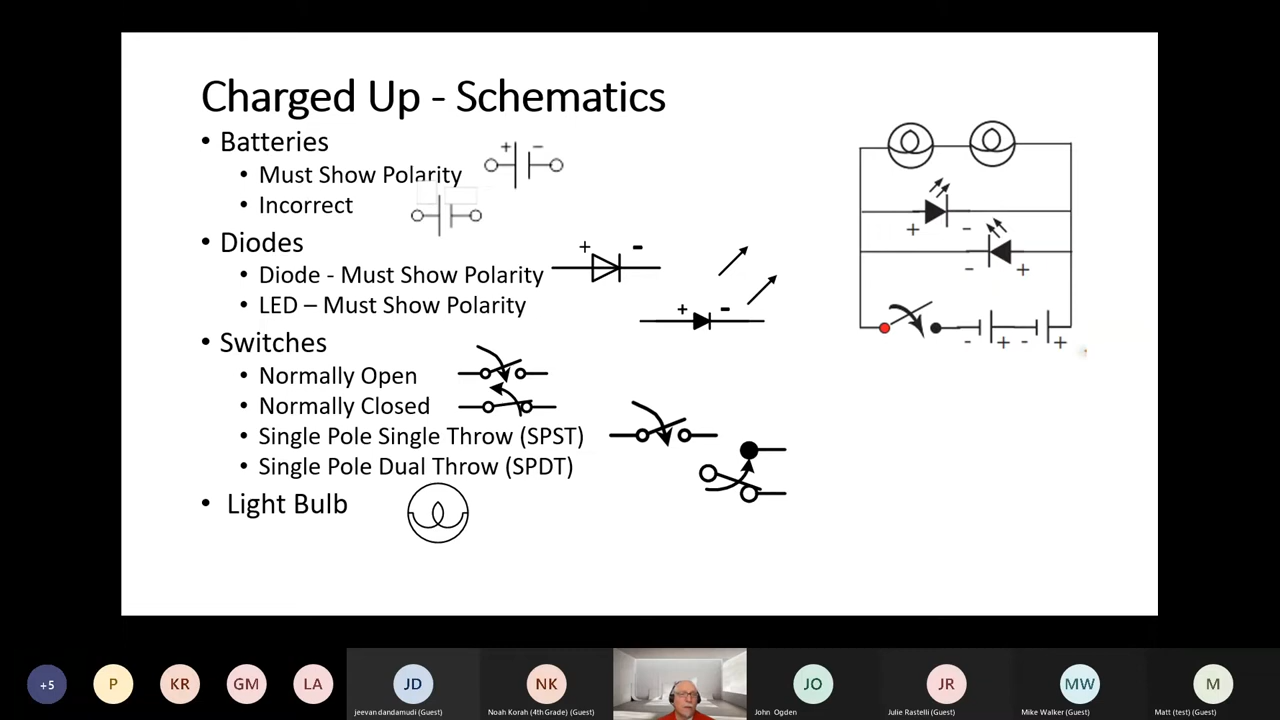 Charged Up - Schematics
• Batteries
• Must Show Polarity
+ -
• Incorrect
• Diodes
+ -
• Diode - Must Show Polarity
• LED – Must Show Polarity
+ -
• Switches
• Normally Open
• Normally Closed
• Single Pole Single Throw (SPST)
• Single Pole Dual Throw (SPDT)
• Light Bulb
+ -
- +
- + - +
+5
P
KR
GM
LA
JD
jeevan dandamudi (Guest)
NK
Noah Korah (4th Grade) (Guest)
JO
John Ogden
JR
Julie Rastelli (Guest)
MW
Mike Walker (Guest)
M
Matt (test) (Guest)